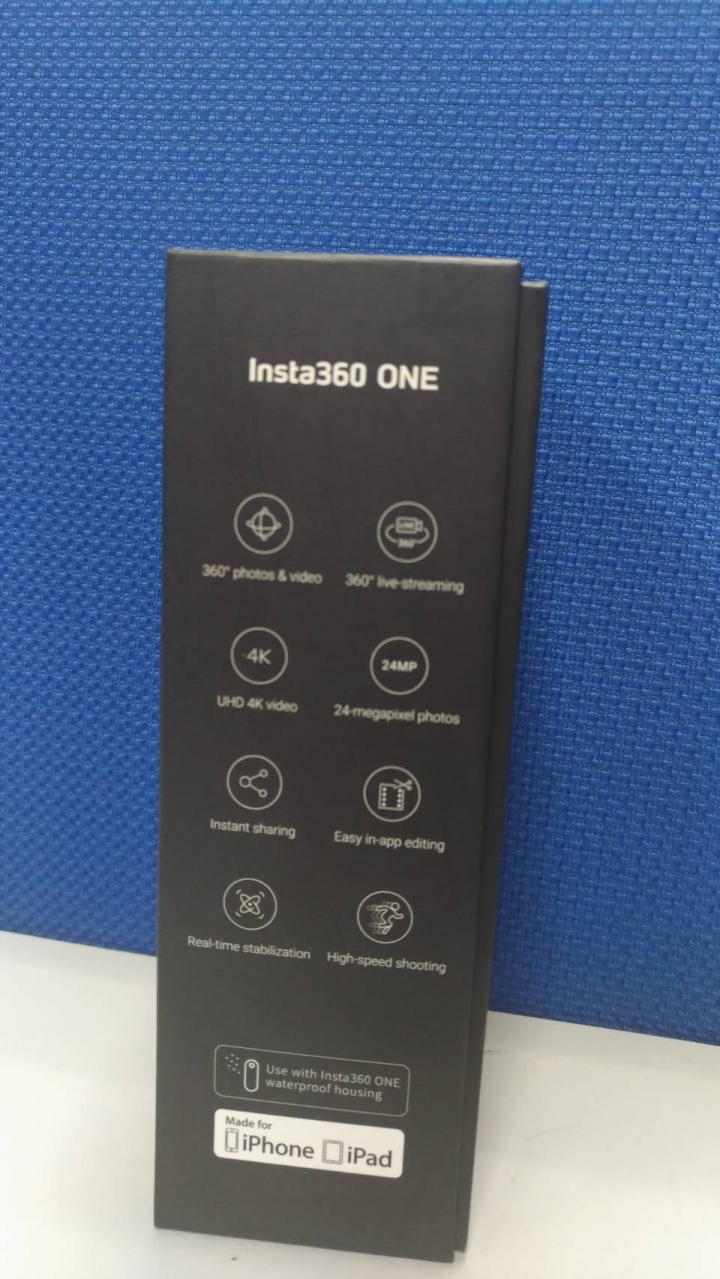 Insta360 ONE
LIVE
360°
360° photos & video
360° live-streaming
4K
24MP
UHD 4K video
24-megapixel photos
Instant sharing
Easy in-app editing
Real-time stabilization
High-speed shooting
Use with Insta360 ONE
waterproof housing
Made for
iPhone iPad